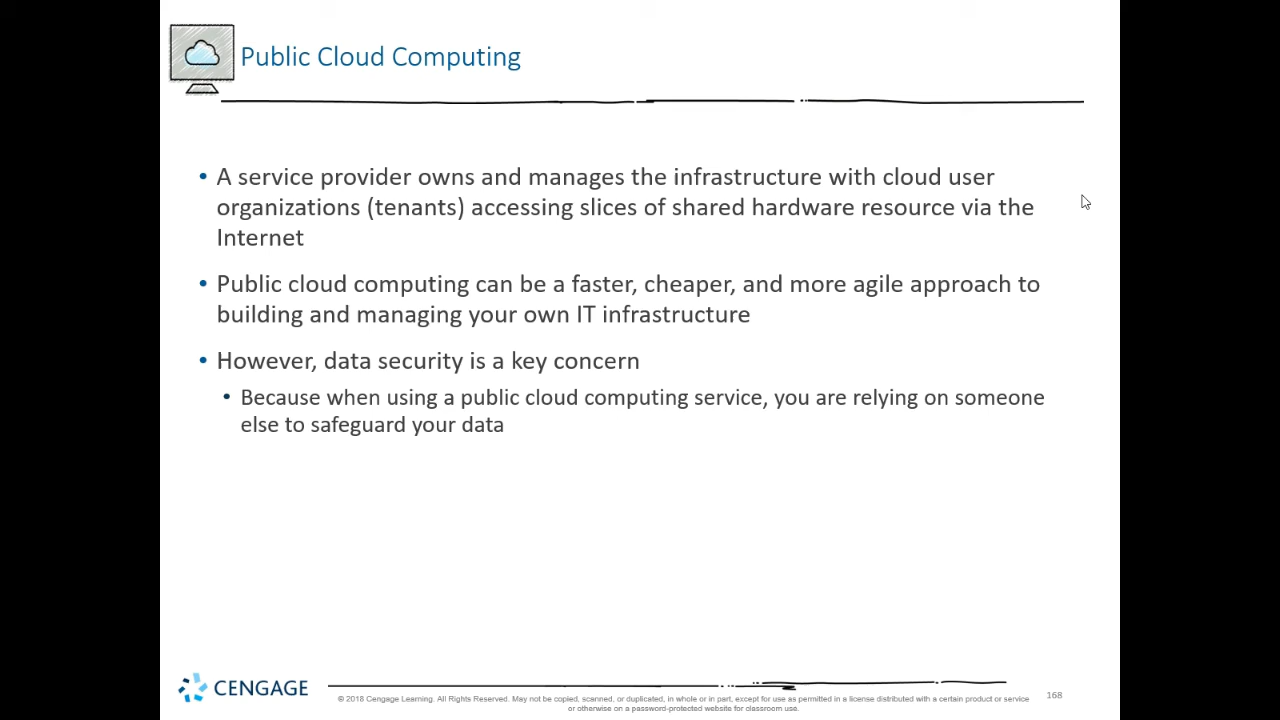 Public Cloud Computing
• A service provider owns and manages the infrastructure with cloud user
organizations (tenants) accessing slices of shared hardware resource via the
Internet
• Public cloud computing can be a faster, cheaper, and more agile approach to
building and managing your own IT infrastructure
• However, data security is a key concern
• Because when using a public cloud computing service, you are relying on someone
else to safeguard your data
CENGAGE
© 2018 Cengage Learning. All Rights Reserved. May not be copied, scanned, or duplicated, in whole or in part, except for use as permitted in a license distributed with a certain product or service
or otherwise on a password-protected website for classroom use.
168